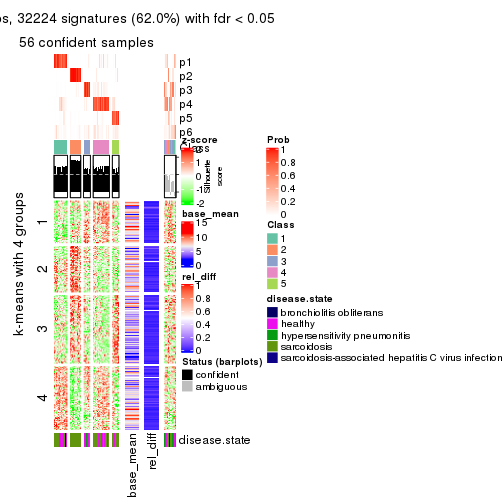 os, 32224 signatures (62.0%) with fdr < 0.05
56 confident samples
p1
p2
p3
p4
p5
p6
Class
Silhouette
score
k-means with 4 groups
1
2
3
4
base_mean
rel_diff
disease.state
z-score
2
1
0
-1
-2
base_mean
15
10
5
0
rel_diff
1
0.8
0.6
0.4
0.2
0
Status (barplots)
confident
ambiguous
Prob
1
0.8
0.6
0.4
0.2
0
Class
1
2
3
4
5
disease.state
bronchiolitis obliterans
healthy
hypersensitivity pneumonitis
sarcoidosis
sarcoidosis-associated hepatitis C virus infection